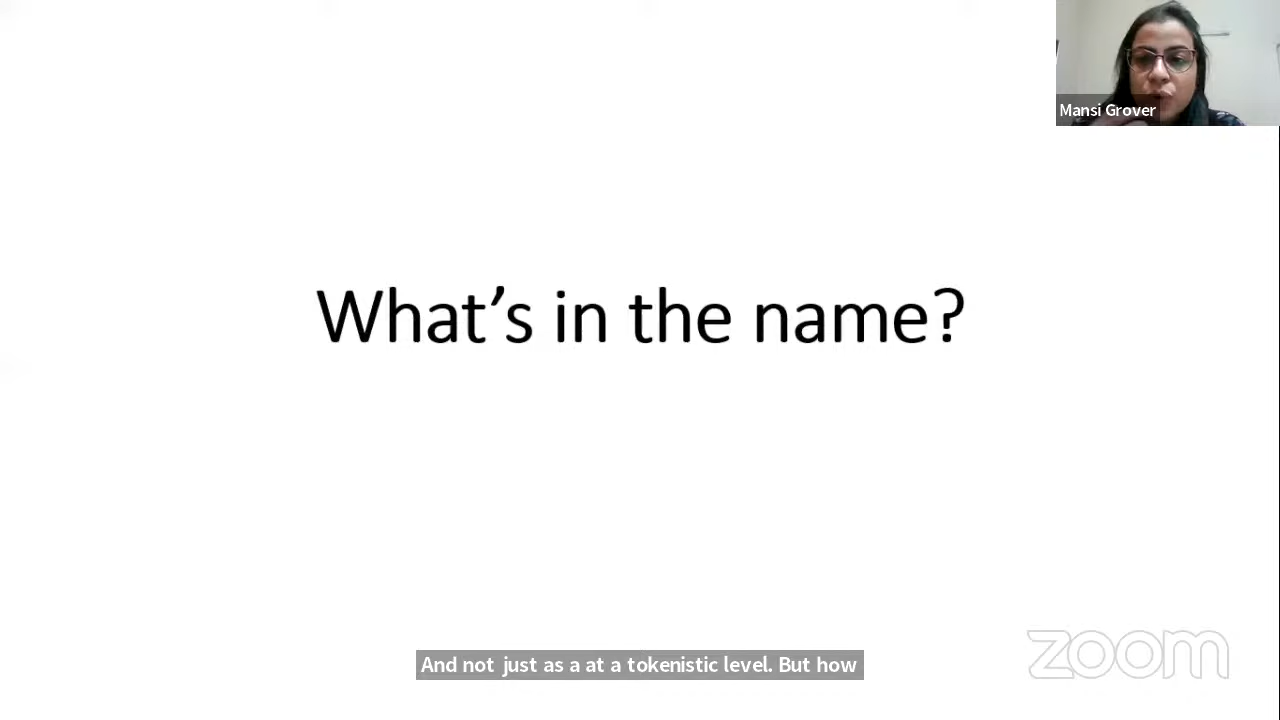 Mansi Grover
What’s in the name?
And not just as a at a tokenistic level. But how
zoom